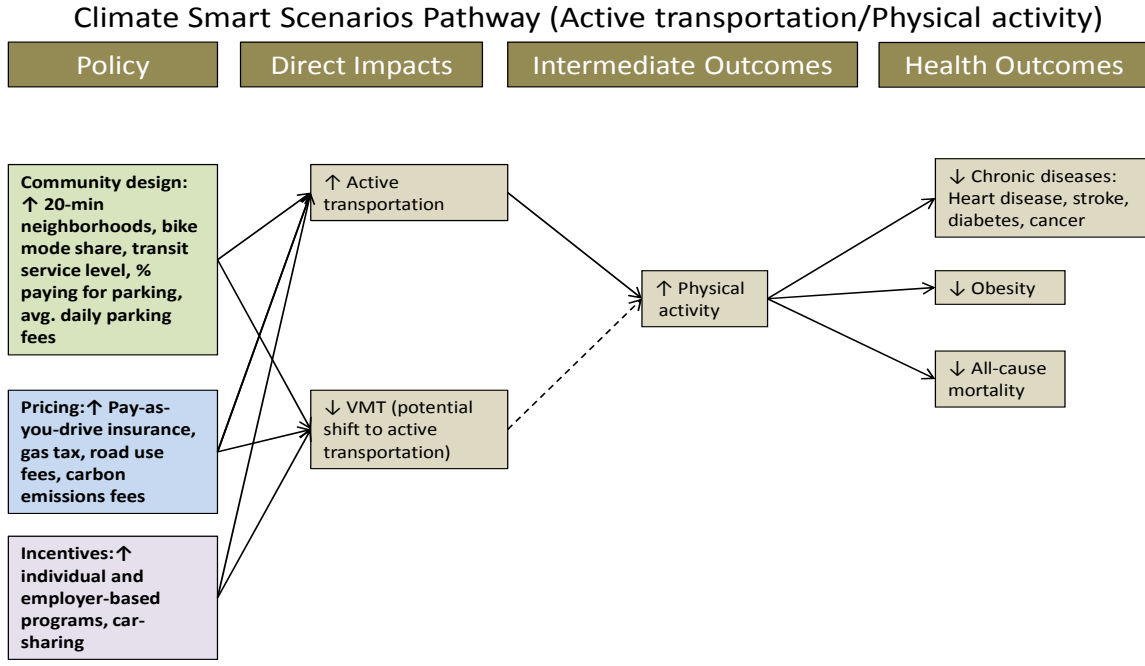 Climate Smart Scenarios Pathway (Active transportation/Physical activity)
Policy
Direct Impacts
Intermediate Outcomes
Health Outcomes
Community design:
↑ 20-min
neighborhoods, bike
mode share, transit
service level, %
paying for parking,
avg. daily parking
fees
Pricing:↑ Pay-as-
you-drive insurance,
gas tax, road use
fees, carbon
emissions fees
Incentives:↑
individual and
employer-based
programs, car-
sharing
↑ Active
transportation
↓ VMT (potential
shift to active
transportation)
↑ Physical
activity
↓ Chronic diseases:
Heart disease, stroke,
diabetes, cancer
↓ Obesity
↓ All-cause
mortality